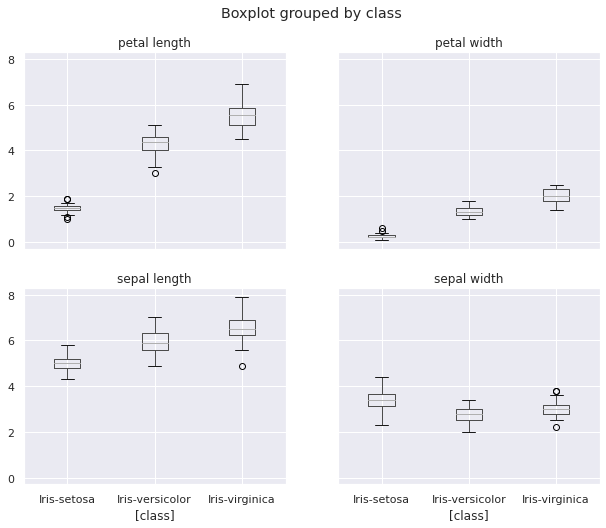 Boxplot grouped by class
petal length
petal width
8
6
4
2
0
sepal length
sepal width
8
6
4
2
0
Iris-setosa Iris-versicolor Iris-virginica
Iris-setosa Iris-versicolor Iris-virginica
[class]
[class]